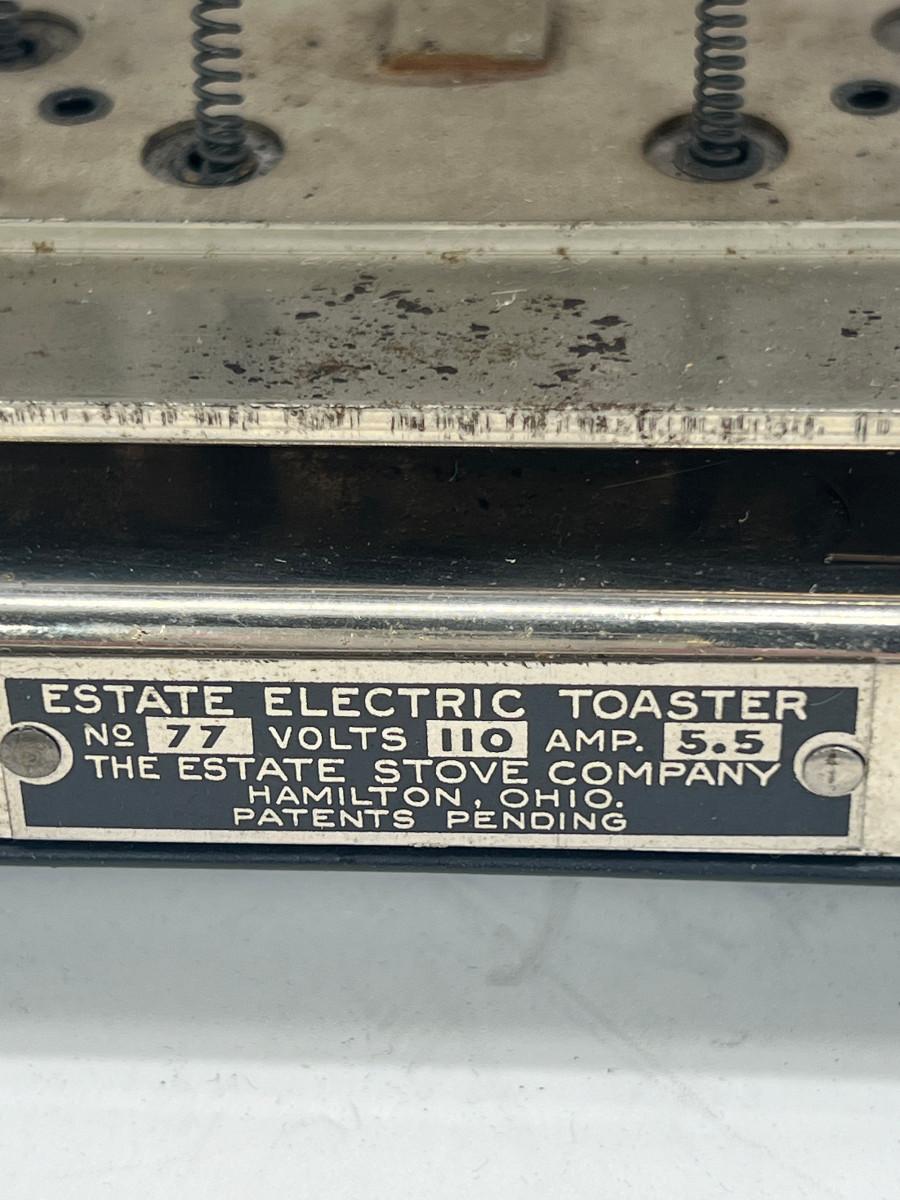 ESTATE ELECTRIC TOASTER
Nº 77 VOLTS 110 AMP. 5.5
THE ESTATE STOVE COMPANY
HAMILTON, OHIO.
PATENTS PENDING